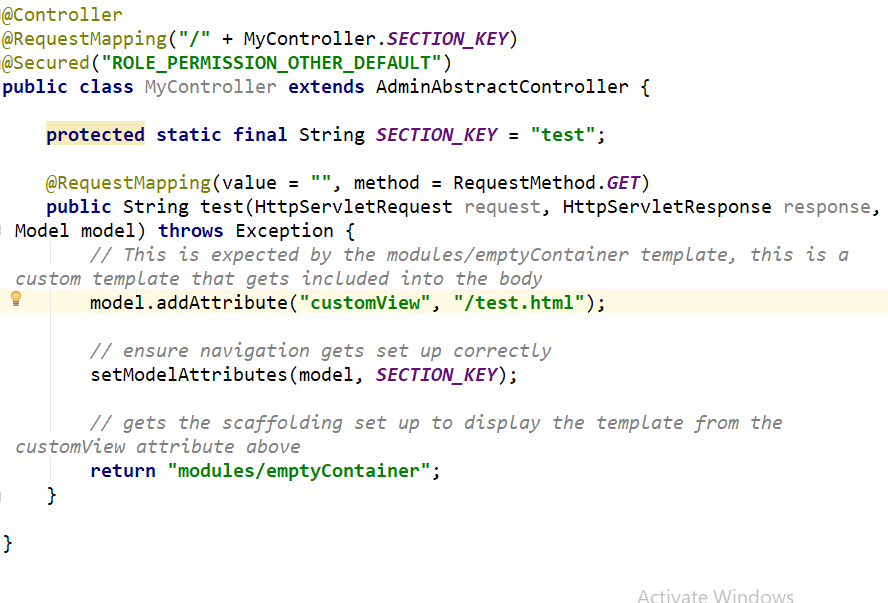 @Controller
@RequestMapping("/" + MyController.SECTION_KEY)
@Secured("ROLE_PERMISSION_OTHER_DEFAULT")
public class MyController extends AdminAbstractController {
protected static final String SECTION_KEY = "test";
@RequestMapping(value = "", method = RequestMethod.GET)
public String test(HttpServletRequest request, HttpServletResponse response,
Model model) throws Exception {
// This is expected by the modules/emptyContainer template, this is a
custom template that gets included into the body
model.addAttribute("customView", "/test.html");
// ensure navigation gets set up correctly
setModelAttributes(model, SECTION_KEY);
// gets the scaffolding set up to display the template from the
customView attribute above
return "modules/emptyContainer";
}
}
Activate Windows